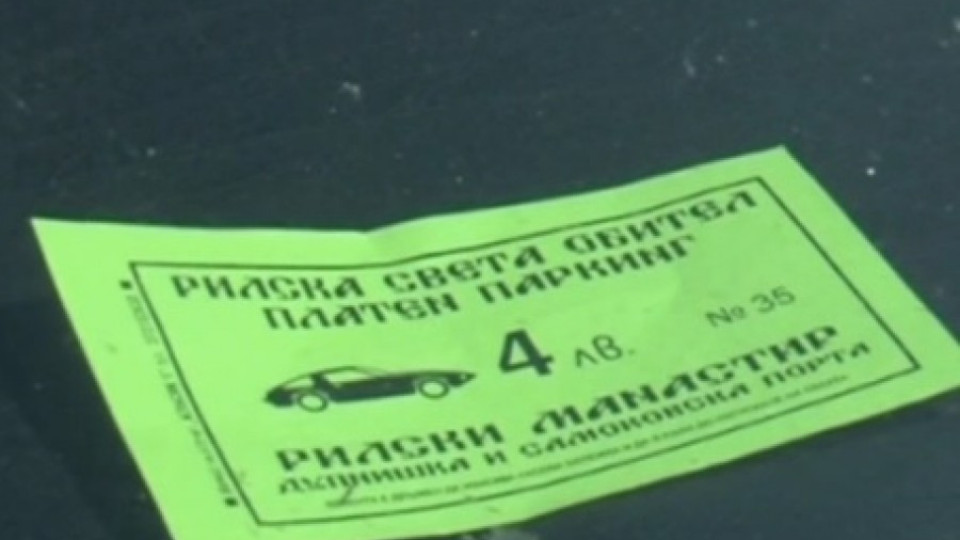 РИЛСКА СВЕТА ОБИТЕЛ
ПЛАТЕН ПАРКИНГ
4 лв.
№ 35
РИЛСКИ МАНАСТИР
ДУПНИШКА И САМОКОВСКА ПОРТА